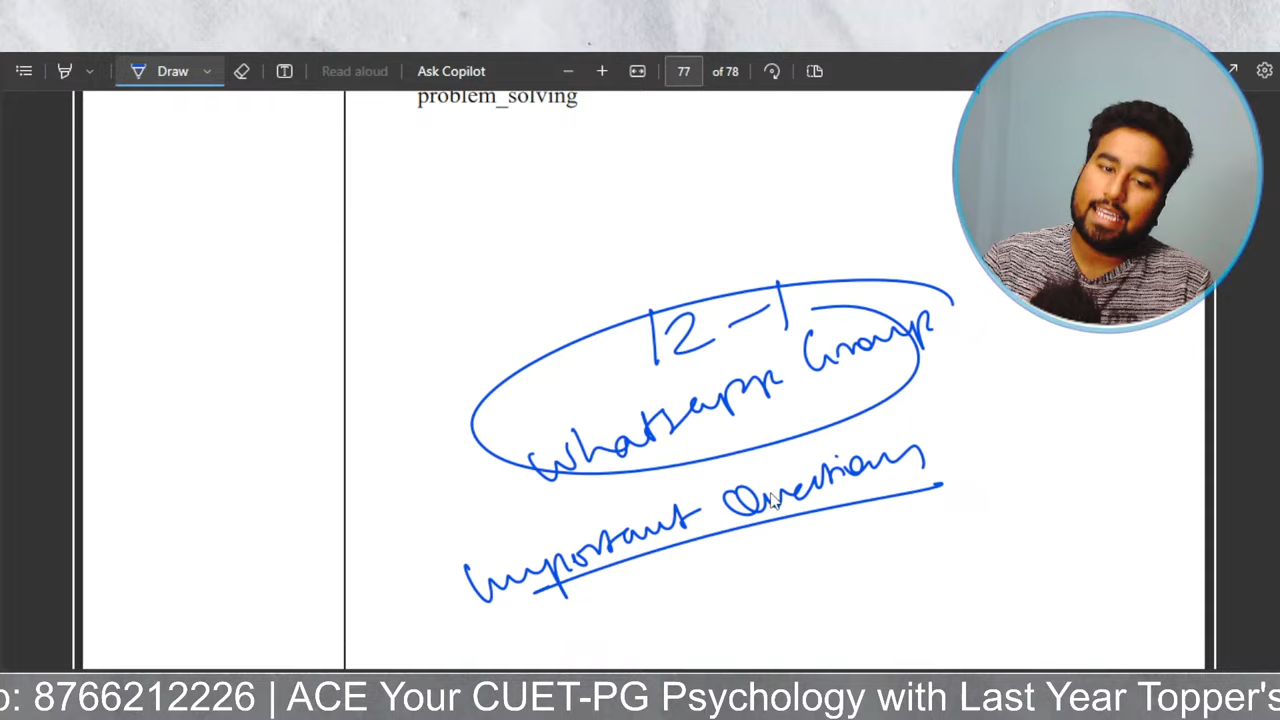 Draw
Read aloud
Ask Copilot
77
of 78
problem_solving
12-1
Whatsapp Group
Important Questions
o: 8766212226 | ACE Your CUET-PG Psychology with Last Year Topper's